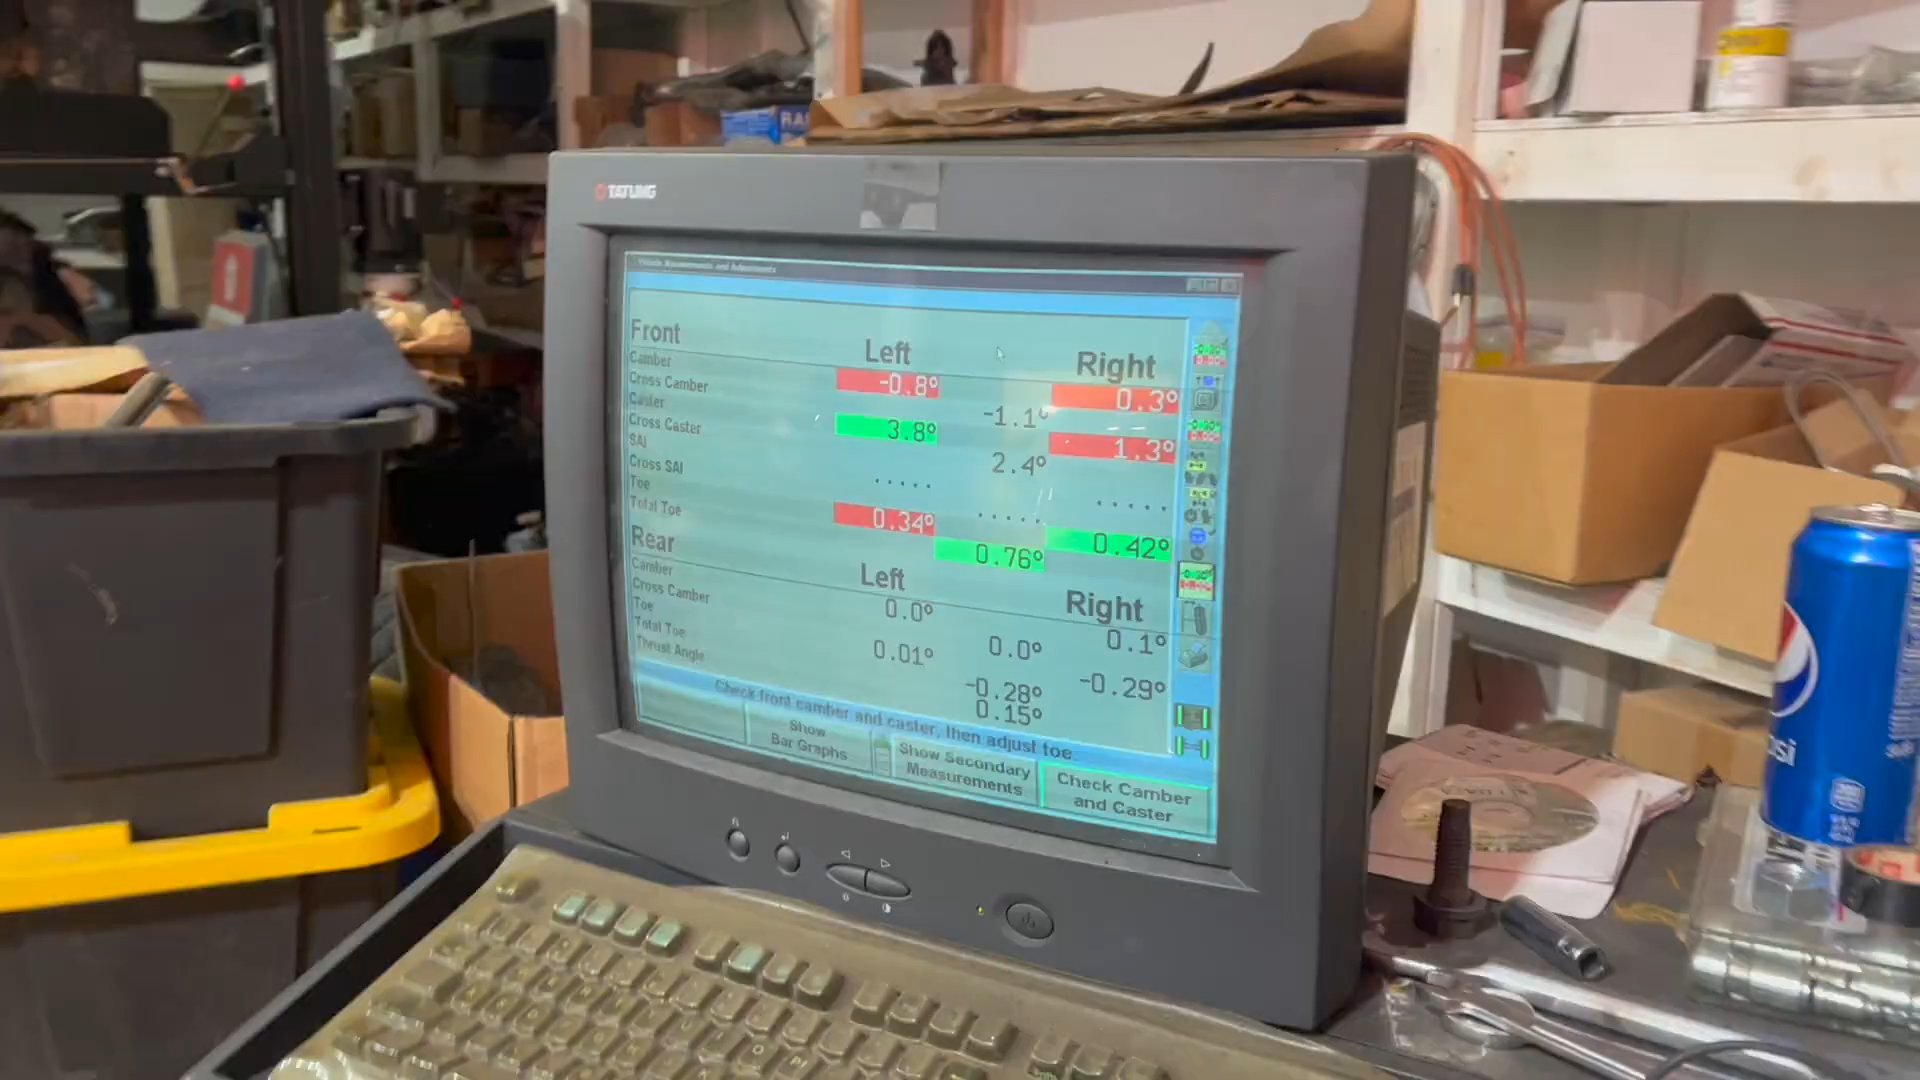 TATUNG
Vehicle Measurements and Adjustments
Front
Left
Right
Camber
-0.8°
0.3°
Cross Camber
-1.1°
Caster
3.8°
1.3°
Cross Caster
2.4°
SAI
.....
.....
Cross SAI
.....
Toe
0.34°
0.42°
Total Toe
0.76°
Rear
Left
Right
Camber
0.0°
0.1°
Cross Camber
0.0°
Toe
0.01°
-0.29°
Total Toe
-0.28°
Thrust Angle
0.15°
Check front camber and caster, then adjust toe
Show
Bar Graphs
Show Secondary
Measurements
Check Camber
and Caster